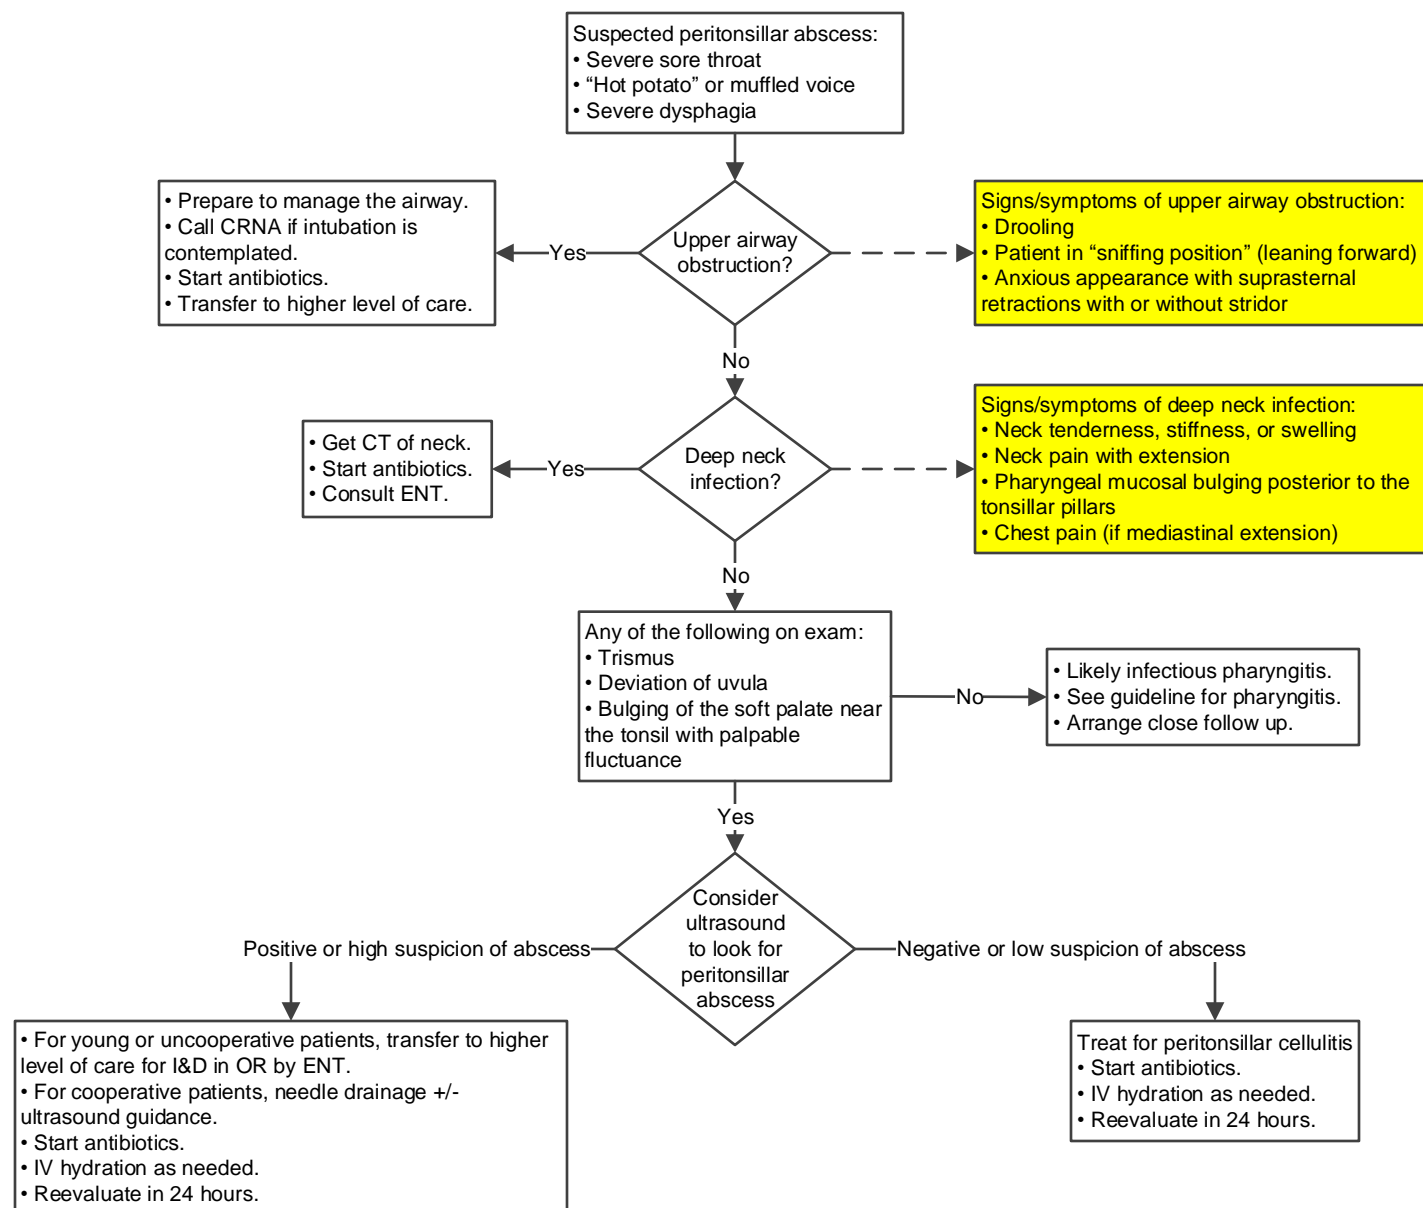 Suspected peritonsillar abscess:
• Severe sore throat
• “Hot potato” or muffled voice
• Severe dysphagia
• Prepare to manage the airway.
• Call CRNA if intubation is
contemplated.
• Start antibiotics.
• Transfer to higher level of care.
Yes
Upper airway
obstruction?
Signs/symptoms of upper airway obstruction:
• Drooling
• Patient in “sniffing position” (leaning forward)
• Anxious appearance with suprasternal
retractions with or without stridor
No
• Get CT of neck.
• Start antibiotics.
• Consult ENT.
Yes
Deep neck
infection?
Signs/symptoms of deep neck infection:
• Neck tenderness, stiffness, or swelling
• Neck pain with extension
• Pharyngeal mucosal bulging posterior to the
tonsillar pillars
• Chest pain (if mediastinal extension)
No
Any of the following on exam:
• Trismus
• Deviation of uvula
• Bulging of the soft palate near
the tonsil with palpable
fluctuance
No
• Likely infectious pharyngitis.
• See guideline for pharyngitis.
• Arrange close follow up.
Yes
Consider
ultrasound
to look for
peritonsillar
abscess
Positive or high suspicion of abscess
Negative or low suspicion of abscess
• For young or uncooperative patients, transfer to higher
level of care for I&D in OR by ENT.
• For cooperative patients, needle drainage +/-
ultrasound guidance.
• Start antibiotics.
• IV hydration as needed.
• Reevaluate in 24 hours.
Treat for peritonsillar cellulitis
• Start antibiotics.
• IV hydration as needed.
• Reevaluate in 24 hours.